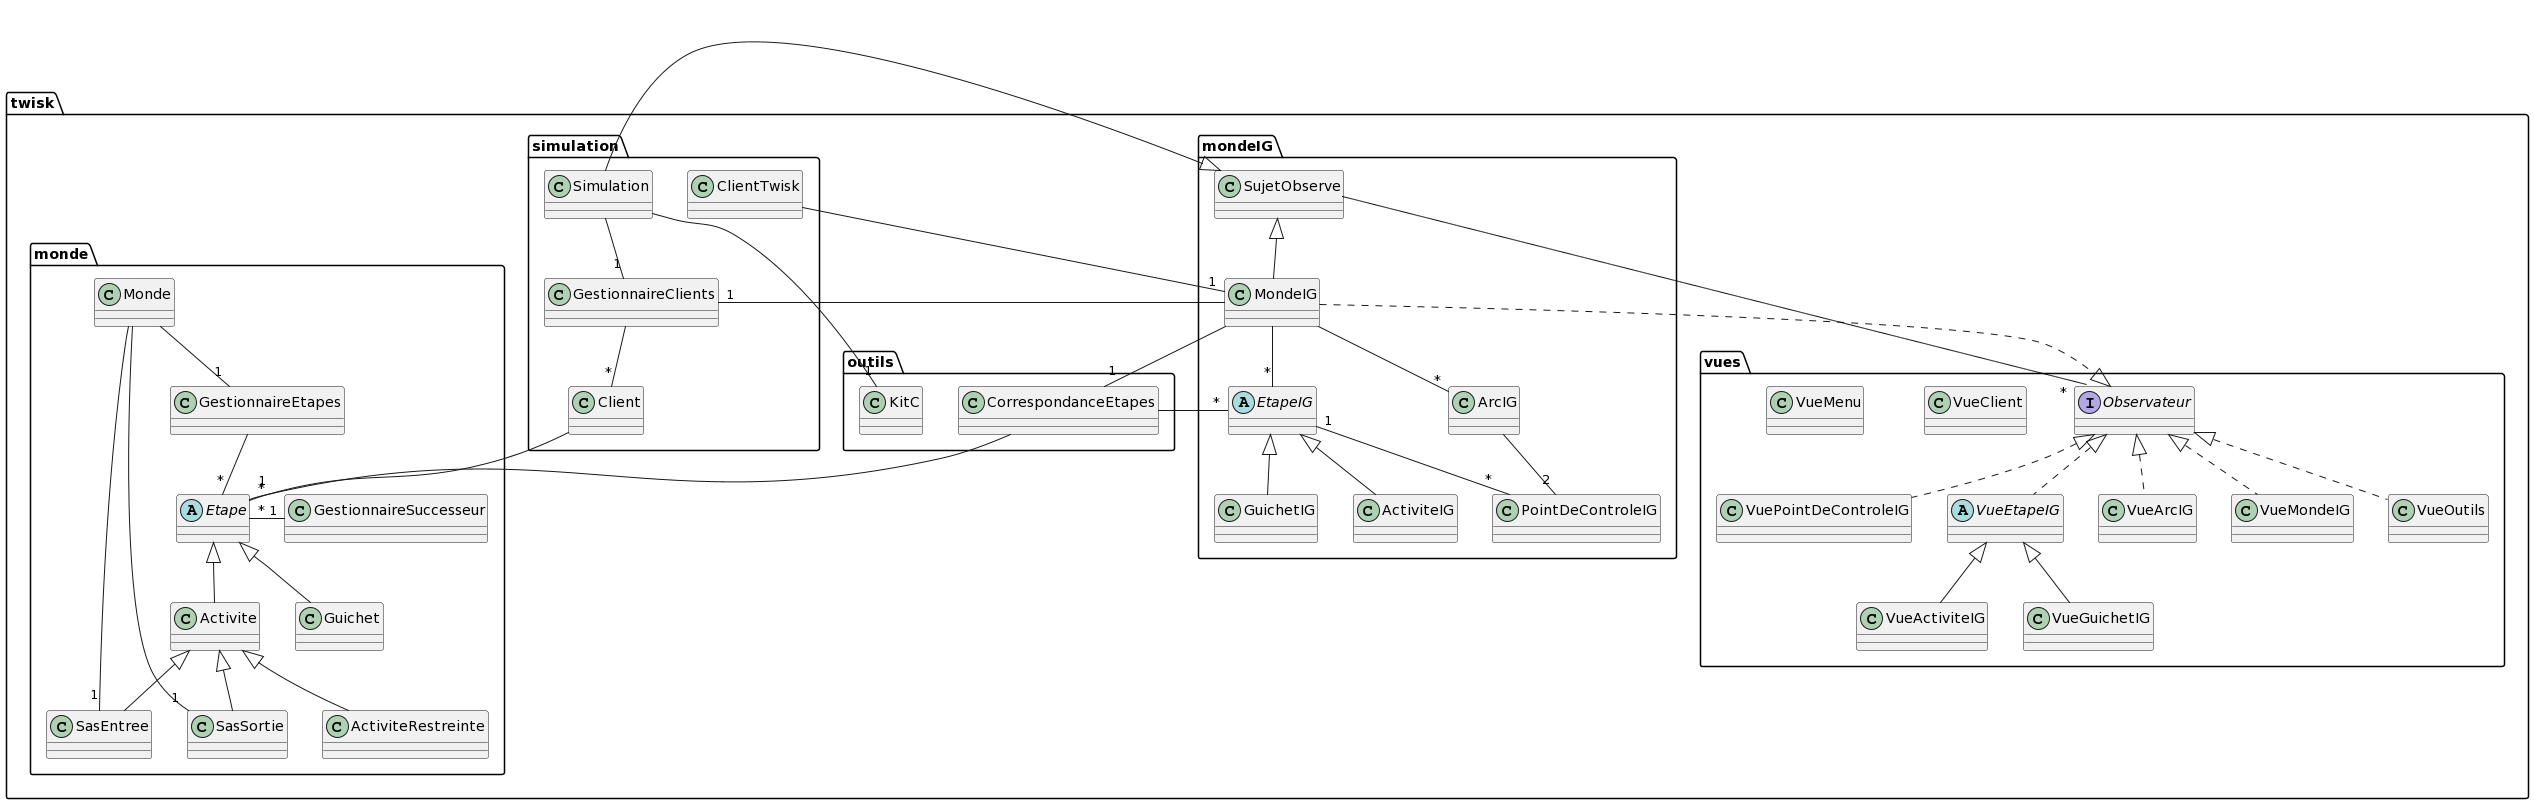 twisk
simulation
mondeIG
C Simulation
C ClientTwisk
C SujetObserve
monde
C Monde
1
C GestionnaireClients
1
1
C MondeIG
outils
vues
1
1
1
*
*
*
*
C GestionnaireEtapes
C Client
C KitC
C CorrespondanceEtapes
*
A EtapeIG
1
C ArcIG
C VueMenu
C VueClient
I Observateur
*
1
*
*
2
A Etape
* 1
C GestionnaireSuccesseur
C GuichetIG
C ActiviteIG
C PointDeControleIG
C VuePointDeControleIG
A VueEtapeIG
C VueArcIG
C VueMondeIG
C VueOutils
C Activite
C Guichet
C VueActiviteIG
C VueGuichetIG
1
1
C SasEntree
C SasSortie
C ActiviteRestreinte